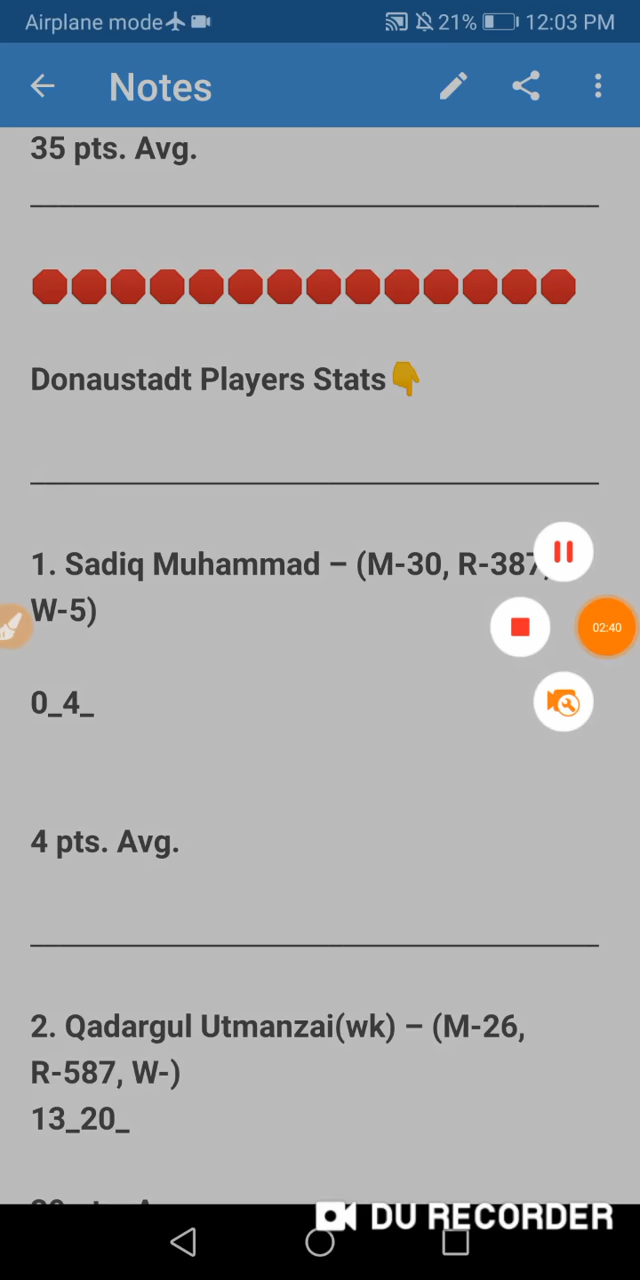 Airplane mode 21% 12:03 PM
Notes
35 pts. Avg.
Donaustadt Players Stats
1. Sadiq Muhammad – (M-30, R-387,
W-5)
02:40
0_4_
4 pts. Avg.
2. Qadargul Utmanzai(wk) – (M-26,
R-587, W-)
13_20_
DU RECORDER